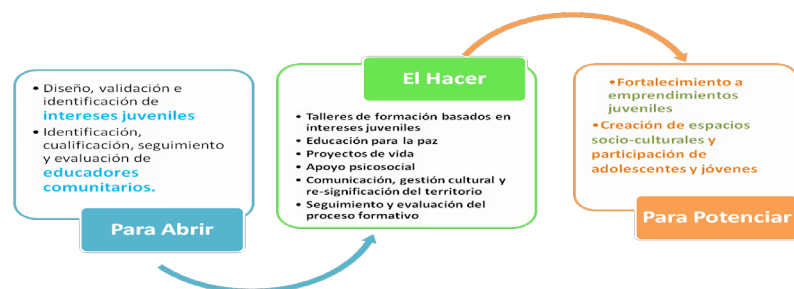 • Diseño, validación e
identificación de
intereses juveniles
• Identificación,
cualificación, seguimiento
y evaluación de
educadores
comunitarios.
Para Abrir
El Hacer
• Talleres de formación basados en
intereses juveniles
• Educación para la paz
• Proyectos de vida
• Apoyo psicosocial
• Comunicación, gestión cultural y
re-significación del territorio
• Seguimiento y evaluación del
proceso formativo
•Fortalecimiento a
emprendimientos
juveniles
•Creación de espacios
socio-culturales y
participación de
adolescentes y jóvenes
Para Potenciar